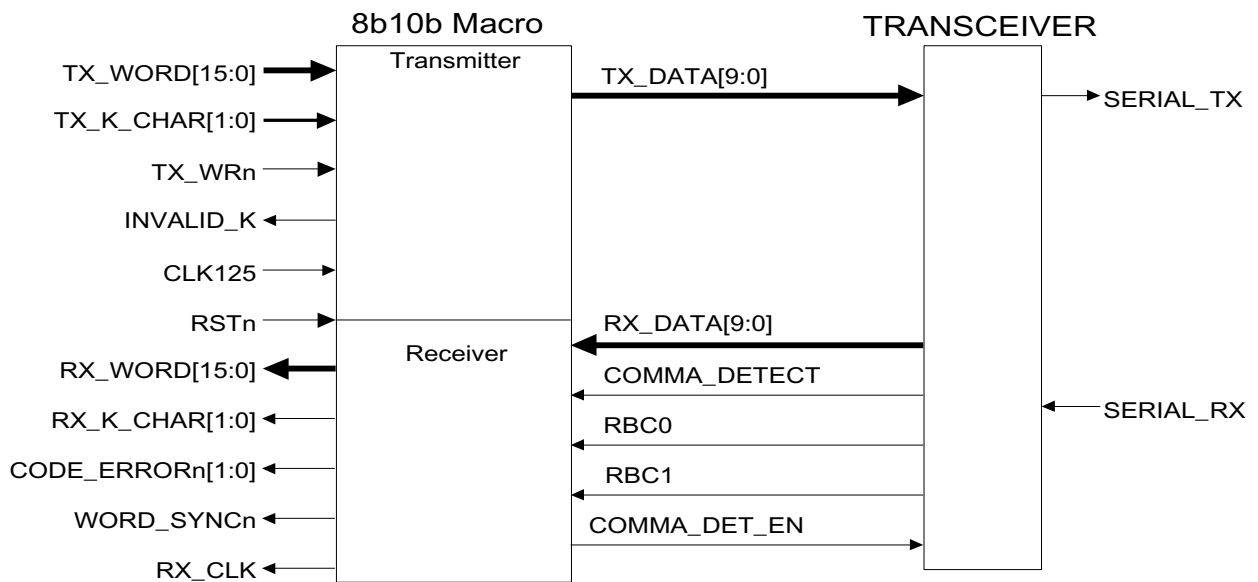 8b10b Macro
TRANSCEIVER
Transmitter
TX_WORD[15:0]
TX_DATA[9:0]
SERIAL_TX
TX_K_CHAR[1:0]
TX_WRn
INVALID_K
CLK125
RSTn
RX_DATA[9:0]
Receiver
RX_WORD[15:0]
COMMA_DETECT
RX_K_CHAR[1:0]
RBC0
SERIAL_RX
CODE_ERRORn[1:0]
RBC1
WORD_SYNCn
COMMA_DET_EN
RX_CLK